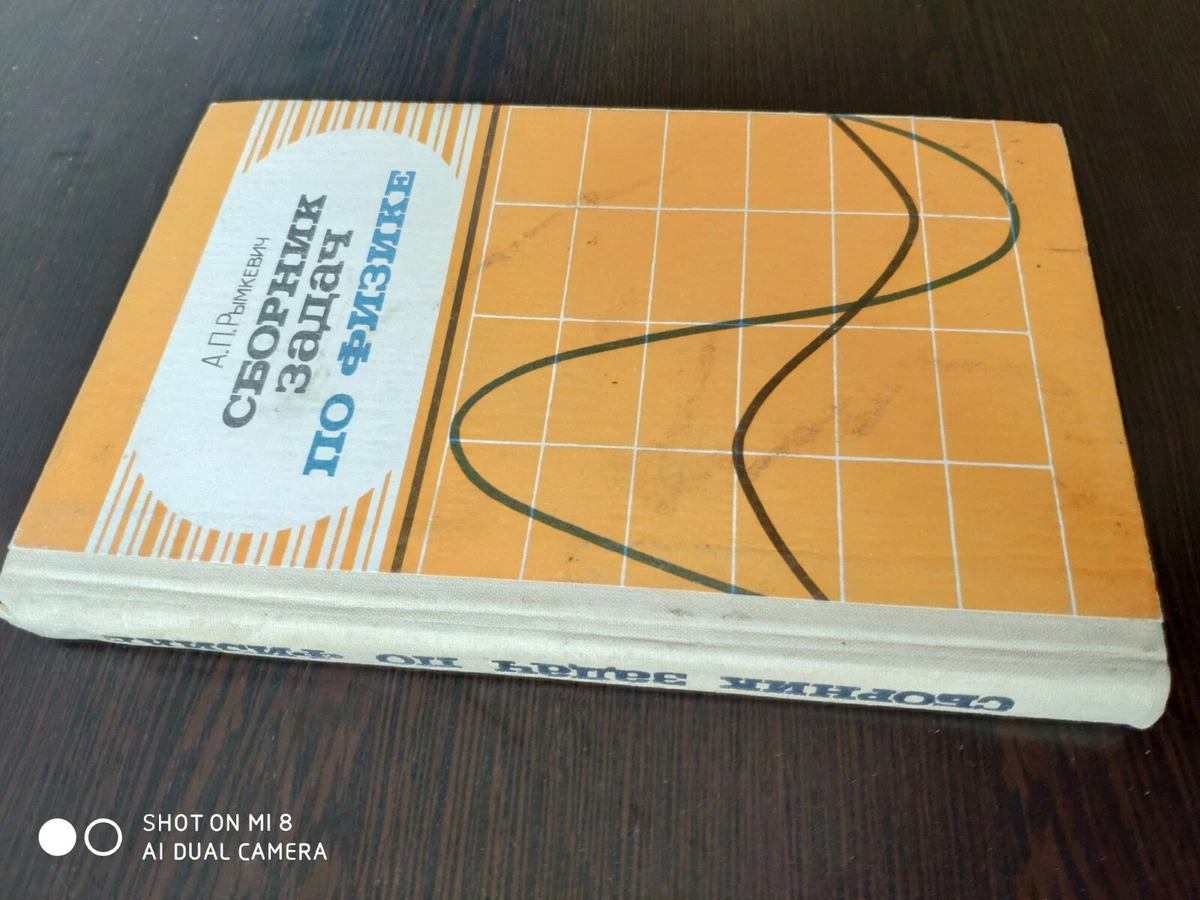 А.П.Рымкевич
СБОРНИК
ЗАДАЧ
ПО ФИЗИКЕ
СБОРНИК ЗАДАЧ ПО ФИЗИКЕ
SHOT ON MI 8
AI DUAL CAMERA